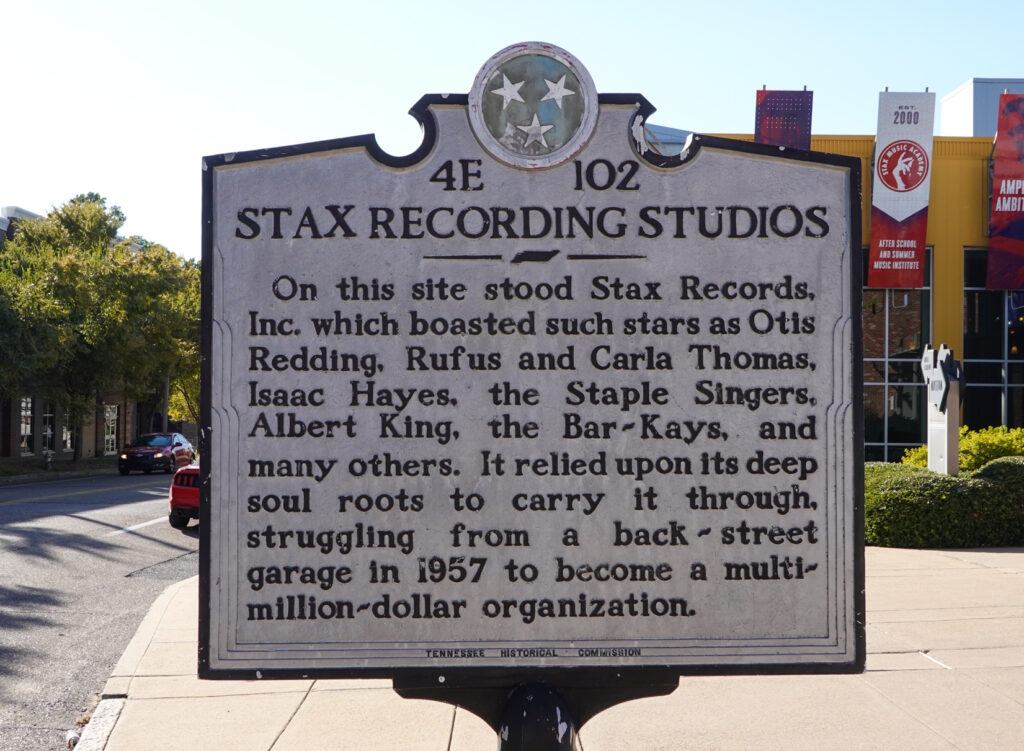 4E 102
STAX RECORDING STUDIOS
On this site stood Stax Records,
Inc. which boasted such stars as Otis
Redding, Rufus and Carla Thomas,
Isaac Hayes, the Staple Singers,
Albert King, the Bar-Kays, and
many others. It relied upon its deep
soul roots to carry it through,
struggling from a back-street
garage in 1957 to become a multi-
million-dollar organization.
TENNESSEE HISTORICAL COMMISSION
EST.
2000
STAX MUSIC ACADEMY
AFTER SCHOOL
AND SUMMER
MUSIC INSTITUTE